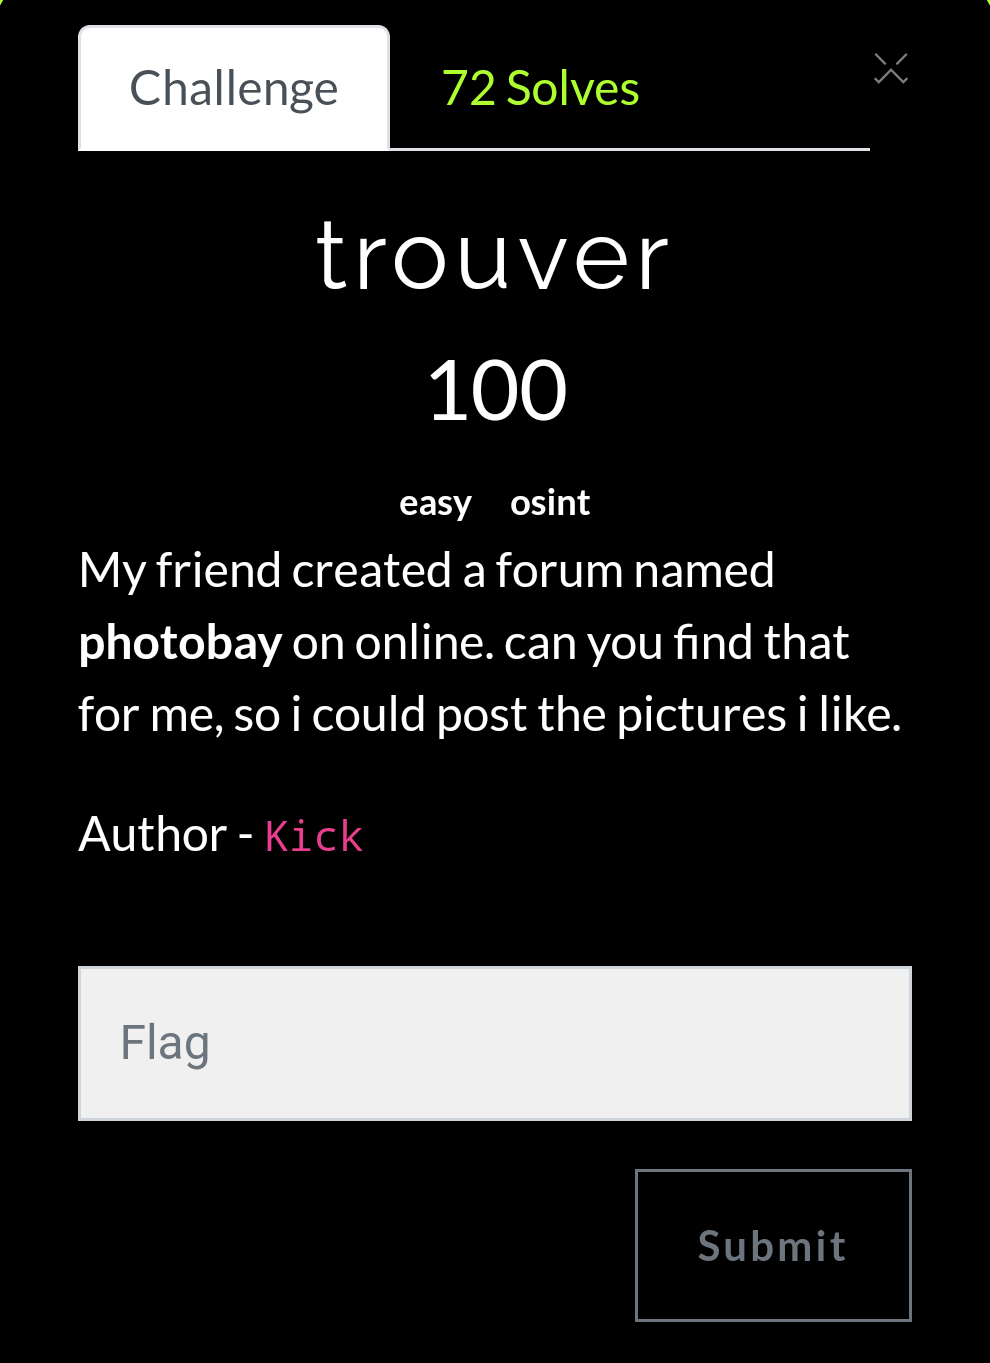 Challenge
72 Solves
trouver
100
easy osint
My friend created a forum named
photobay on online. can you find that
for me, so i could post the pictures i like.
Author - Kick
Flag
Submit